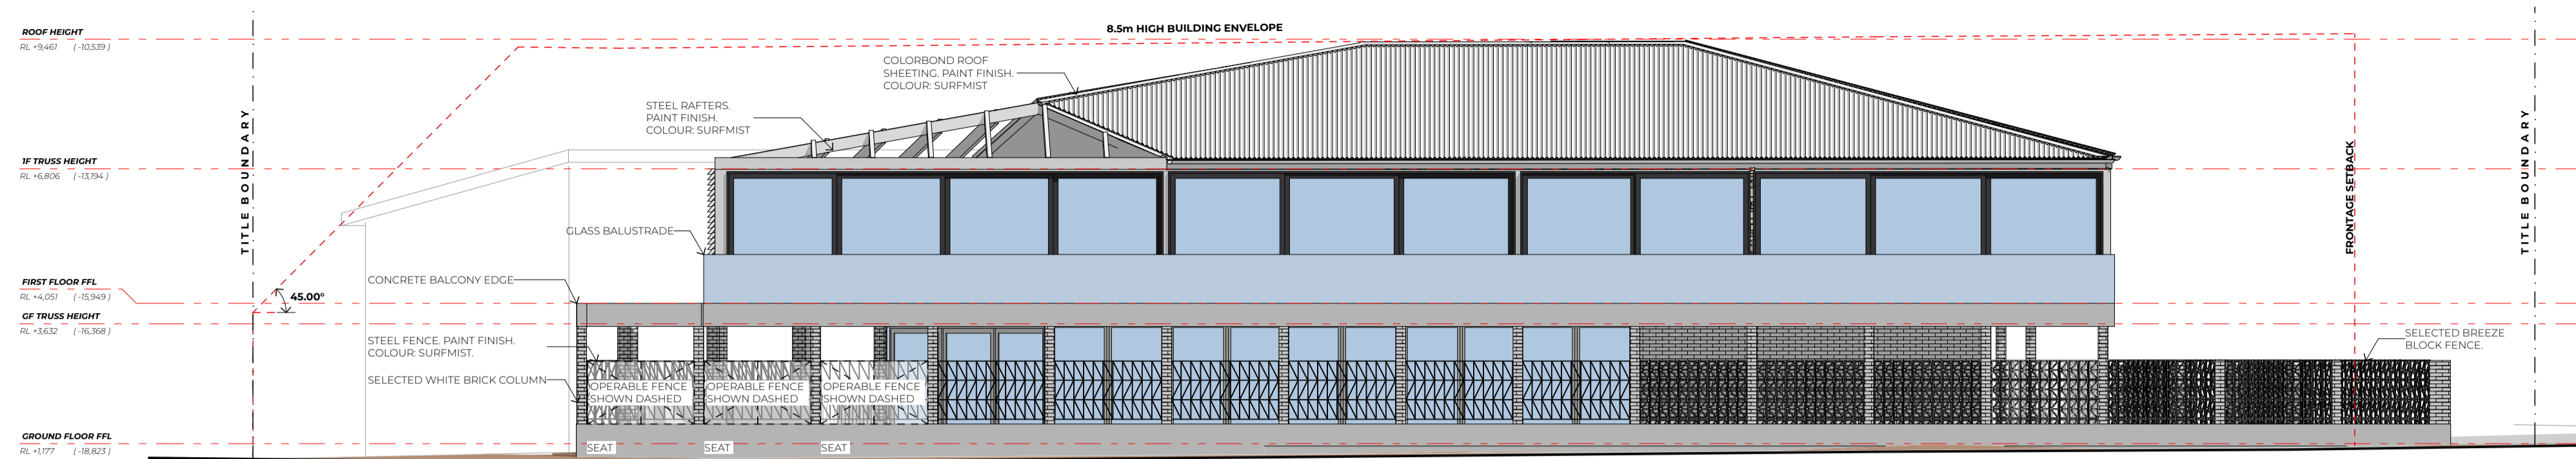 ROOF HEIGHT
RL +9,461 ( -10,539 )
1F TRUSS HEIGHT
RL +6,806 ( -13,194 )
FIRST FLOOR FFL
RL +4,051 ( -15,949 )
GF TRUSS HEIGHT
RL +3,632 ( -16,368 )
GROUND FLOOR FFL
RL +1,177 ( -18,823 )
TITLE BOUNDARY
45.00°
8.5m HIGH BUILDING ENVELOPE
COLORBOND ROOF
SHEETING. PAINT FINISH.
COLOUR: SURFMIST
STEEL RAFTERS.
PAINT FINISH.
COLOUR: SURFMIST
GLASS BALUSTRADE
CONCRETE BALCONY EDGE
STEEL FENCE. PAINT FINISH.
COLOUR: SURFMIST.
SELECTED WHITE BRICK COLUMN
OPERABLE FENCE
SHOWN DASHED
OPERABLE FENCE
SHOWN DASHED
OPERABLE FENCE
SHOWN DASHED
SEAT
SEAT
SEAT
FRONTAGE SETBACK
SELECTED BREEZE
BLOCK FENCE.
TITLE BOUNDARY